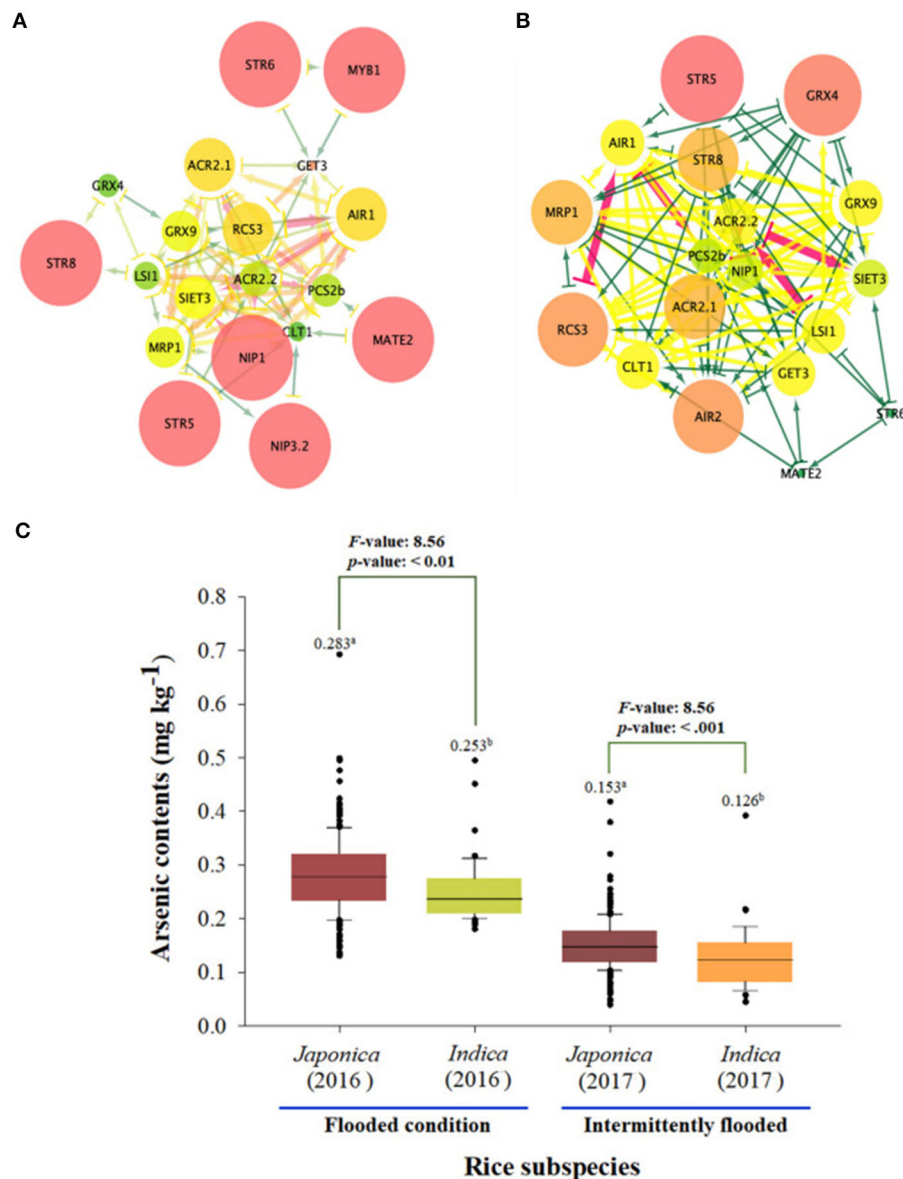 A
STR6
MYB1
GET3
ACR2.1
GRX4
GRX9
RCS3
AIR1
STR8
LSI1
ACR2.2
PCS2b
SIET3
CLT1
MRP1
NIP1
MATE2
STR5
NIP3.2
B
STR5
GRX4
AIR1
STR8
MRP1
ACR2.2
GRX9
PCS2b
NIP1
SIET3
ACR2.1
RCS3
LSI1
CLT1
GET3
AIR2
STR6
MATE2
C
F-value: 8.56
p-value: < 0.01
0.283ª
0.253ᵇ
F-value: 8.56
p-value: < .001
0.153ª
0.126ᵇ
Arsenic contents (mg kg⁻¹)
0.8
0.7
0.6
0.5
0.4
0.3
0.2
0.1
0.0
Japonica Indica Japonica Indica
(2016 ) (2016 ) (2017 ) (2017 )
Flooded condition Intermittently flooded
Rice subspecies